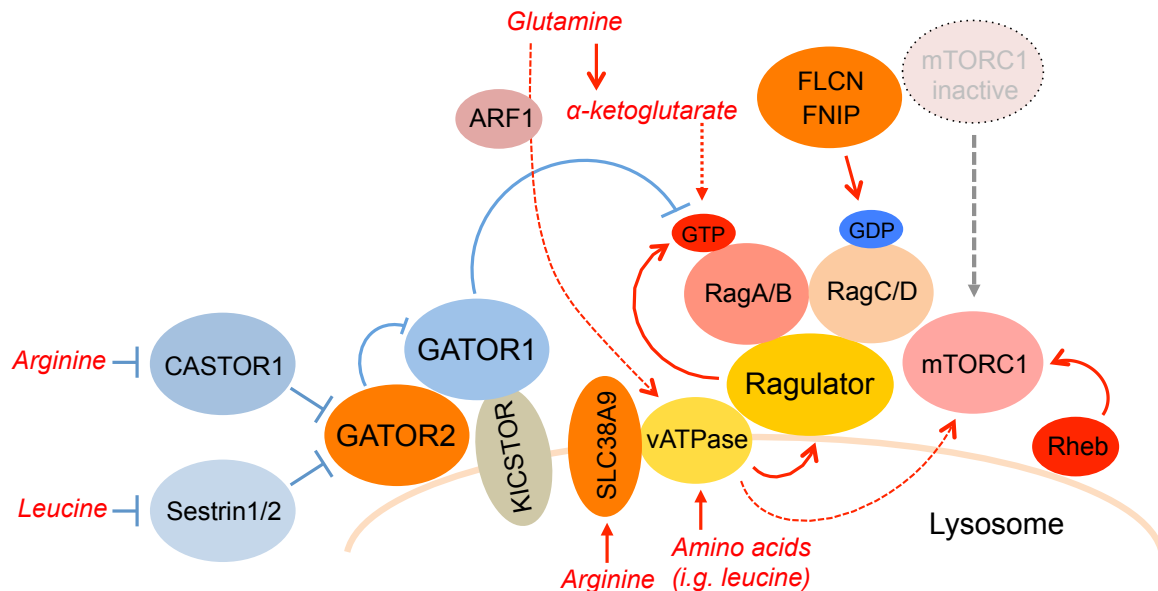 Glutamine
ARF1
α-ketoglutarate
FLCN
FNIP
mTORC1
inactive
GTP
GDP
RagA/B
RagC/D
Arginine
CASTOR1
GATOR1
Ragulator
mTORC1
GATOR2
KICSTOR
SLC38A9
vATPase
Rheb
Leucine
Sestrin1/2
Lysosome
Arginine
Amino acids
(i.g. leucine)